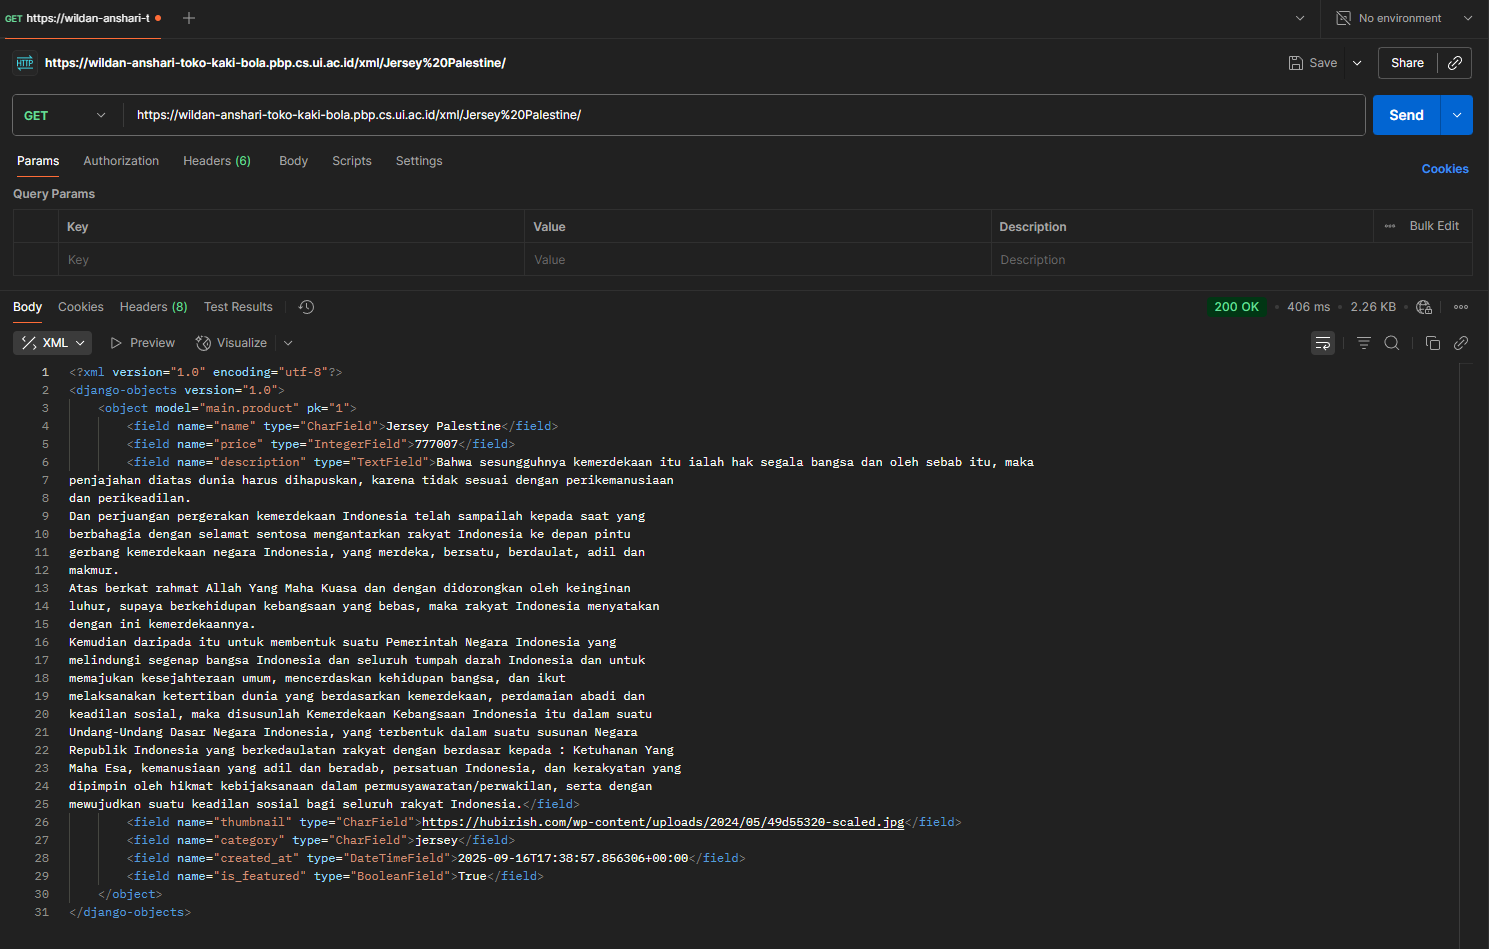 GET https://wildan-anshari-t
No environment
HTTP https://wildan-anshari-toko-kaki-bola.pbp.cs.ui.ac.id/xml/Jersey%20Palestine/
Save
Share
GET https://wildan-anshari-toko-kaki-bola.pbp.cs.ui.ac.id/xml/Jersey%20Palestine/
Send
Params Authorization Headers (6) Body Scripts Settings
Cookies
Query Params
Key Value Description Bulk Edit
Key Value Description
Body Cookies Headers (8) Test Results
200 OK • 406 ms • 2.26 KB •
XML Preview Visualize
1 <?xml version="1.0" encoding="utf-8"?>
2 <django-objects version="1.0">
3 <object model="main.product" pk="1">
4 <field name="name" type="CharField">Jersey Palestine</field>
5 <field name="price" type="IntegerField">777007</field>
6 <field name="description" type="TextField">Bahwa sesungguhnya kemerdekaan itu ialah hak segala bangsa dan oleh sebab itu, maka
7 penjajahan diatas dunia harus dihapuskan, karena tidak sesuai dengan perikemanusiaan
8 dan perikeadilan.
9 Dan perjuangan pergerakan kemerdekaan Indonesia telah sampailah kepada saat yang
10 berbahagia dengan selamat sentosa mengantarkan rakyat Indonesia ke depan pintu
11 gerbang kemerdekaan negara Indonesia, yang merdeka, bersatu, berdaulat, adil dan
12 makmur.
13 Atas berkat rahmat Allah Yang Maha Kuasa dan dengan didorongkan oleh keinginan
14 luhur, supaya berkehidupan kebangsaan yang bebas, maka rakyat Indonesia menyatakan
15 dengan ini kemerdekaannya.
16 Kemudian daripada itu untuk membentuk suatu Pemerintah Negara Indonesia yang
17 melindungi segenap bangsa Indonesia dan seluruh tumpah darah Indonesia dan untuk
18 memajukan kesejahteraan umum, mencerdaskan kehidupan bangsa, dan ikut
19 melaksanakan ketertiban dunia yang berdasarkan kemerdekaan, perdamaian abadi dan
20 keadilan sosial, maka disusunlah Kemerdekaan Kebangsaan Indonesia itu dalam suatu
21 Undang-Undang Dasar Negara Indonesia, yang terbentuk dalam suatu susunan Negara
22 Republik Indonesia yang berkedaulatan rakyat dengan berdasar kepada : Ketuhanan Yang
23 Maha Esa, kemanusiaan yang adil dan beradab, persatuan Indonesia, dan kerakyatan yang
24 dipimpin oleh hikmat kebijaksanaan dalam permusyawaratan/perwakilan, serta dengan
25 mewujudkan suatu keadilan sosial bagi seluruh rakyat Indonesia.</field>
26 <field name="thumbnail" type="CharField">https://hubirish.com/wp-content/uploads/2024/05/49d55320-scaled.jpg</field>
27 <field name="category" type="CharField">jersey</field>
28 <field name="created_at" type="DateTimeField">2025-09-16T17:38:57.856306+00:00</field>
29 <field name="is_featured" type="BooleanField">True</field>
30 </object>
31 </django-objects>